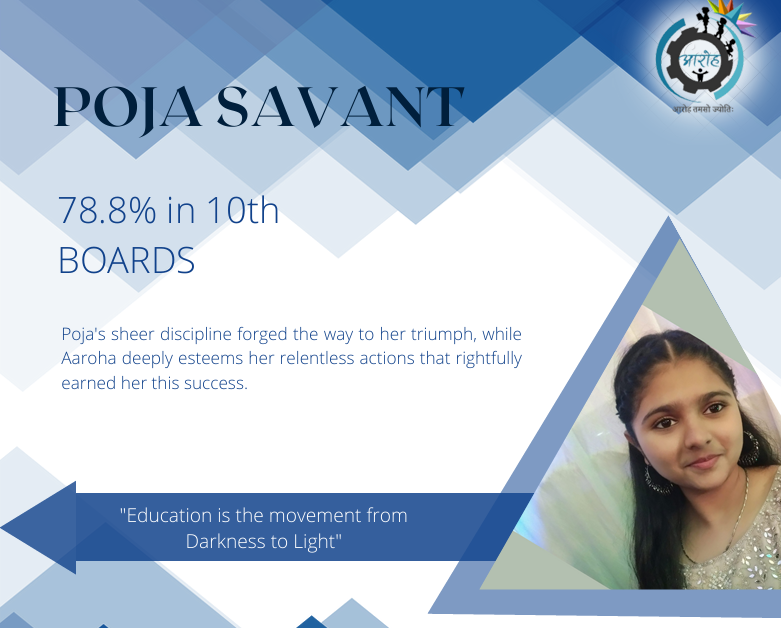 आरोह
आरोह तमसो ज्योतिः
POJA SAVANT
78.8% in 10th
BOARDS
Poja's sheer discipline forged the way to her triumph, while
Aaroha deeply esteems her relentless actions that rightfully
earned her this success.
"Education is the movement from
Darkness to Light"